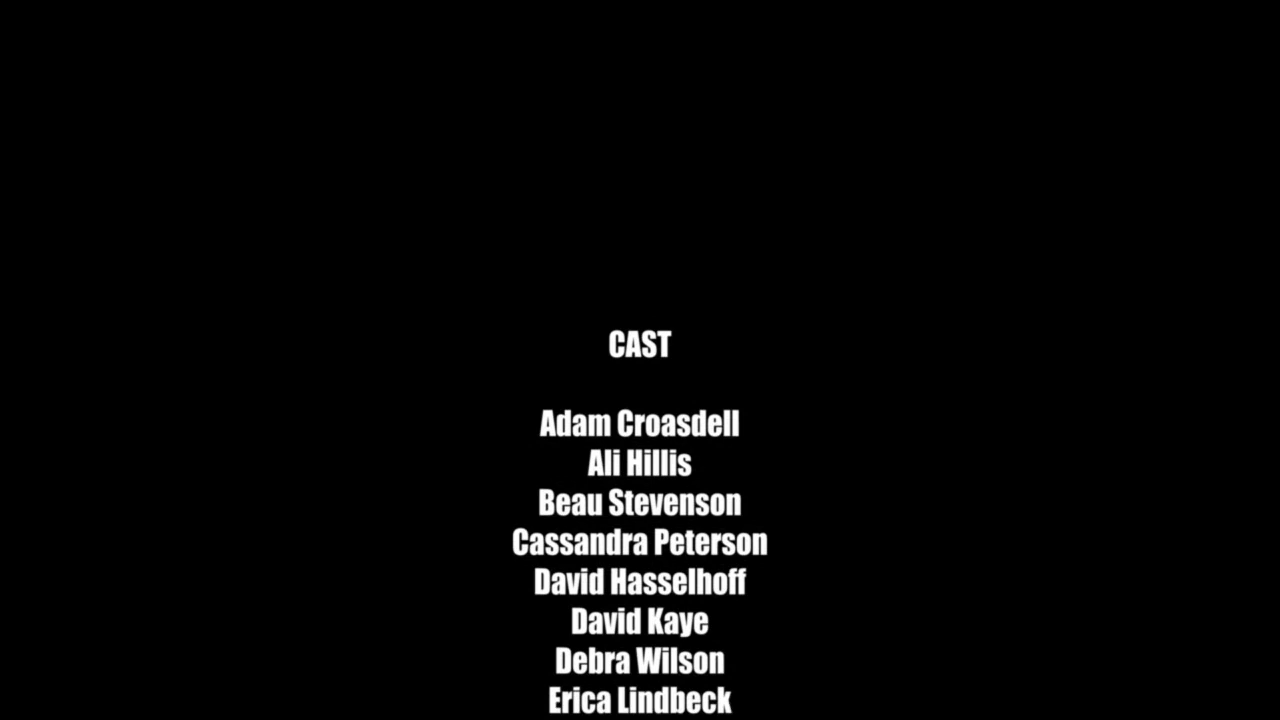 CAST
Adam Croasdell
Ali Hillis
Beau Stevenson
Cassandra Peterson
David Hasselhoff
David Kaye
Debra Wilson
Erica Lindbeck